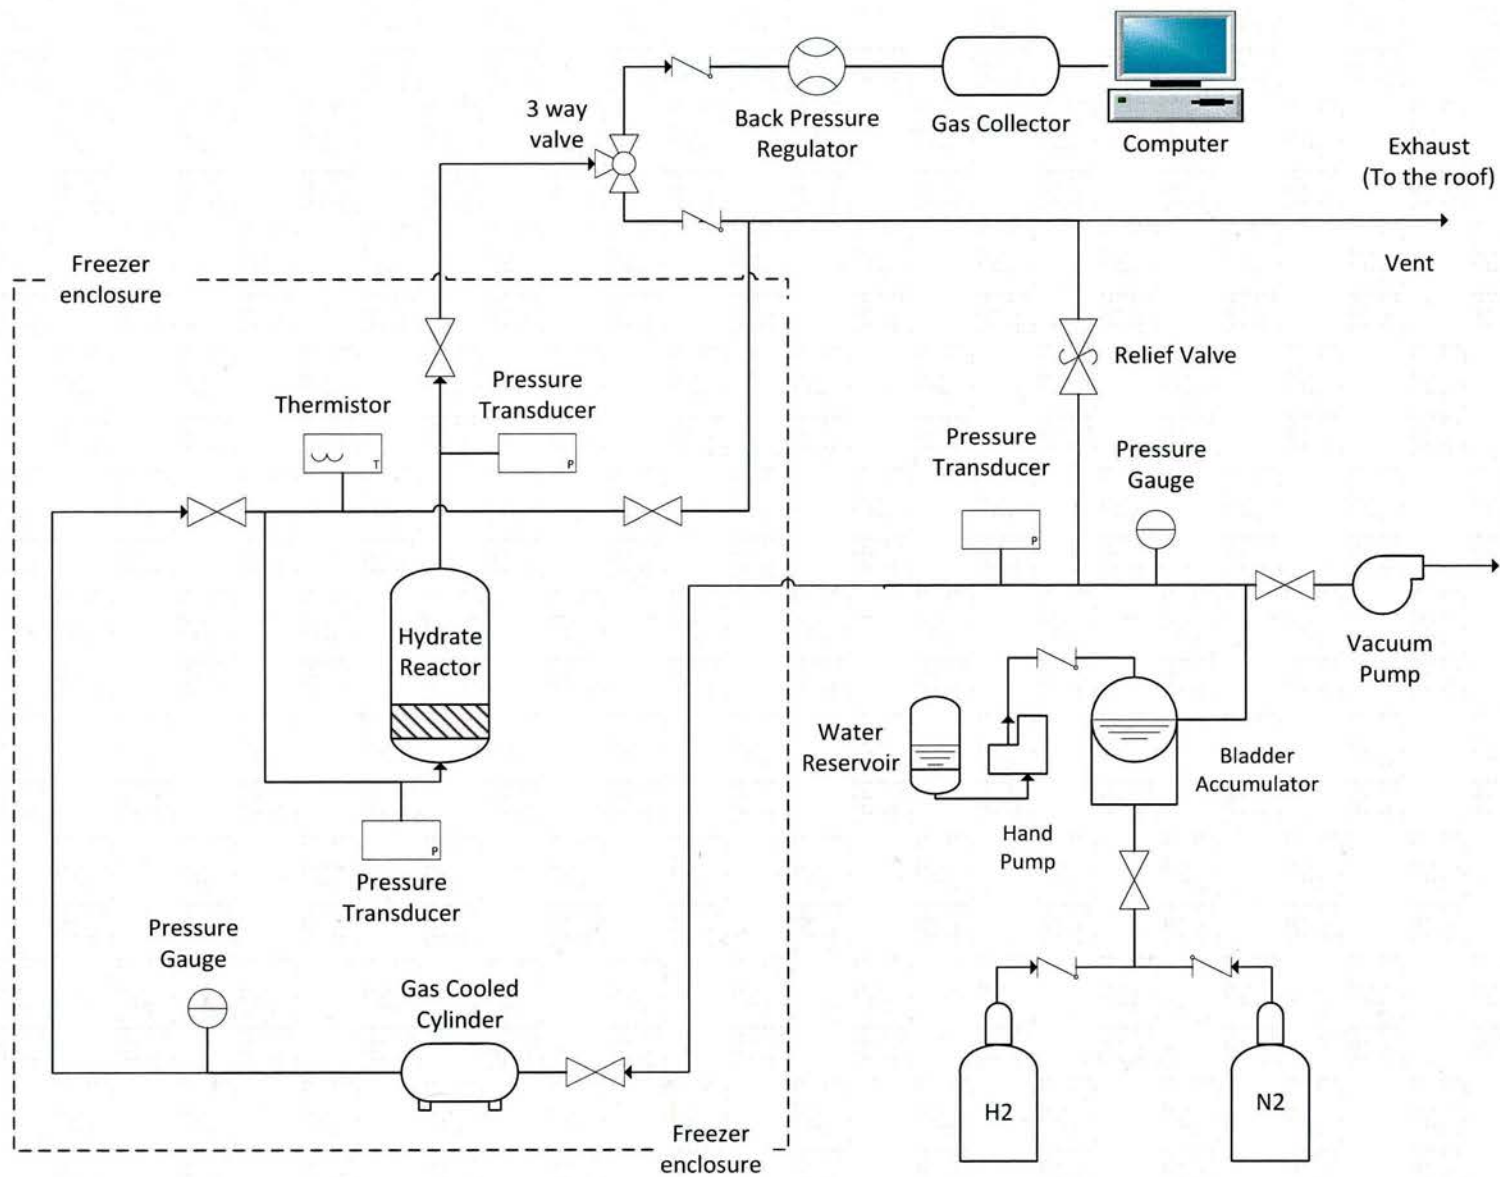 3 way
valve
Back Pressure
Regulator
Gas Collector
Computer
Exhaust
(To the roof)
Vent
Freezer
enclosure
Relief Valve
Thermistor
T
Pressure
Transducer
P
Pressure
Transducer
P
Pressure
Gauge
Hydrate
Reactor
Vacuum
Pump
Water
Reservoir
Bladder
Accumulator
Hand
Pump
P
Pressure
Transducer
Pressure
Gauge
Gas Cooled
Cylinder
H2
N2
Freezer
enclosure